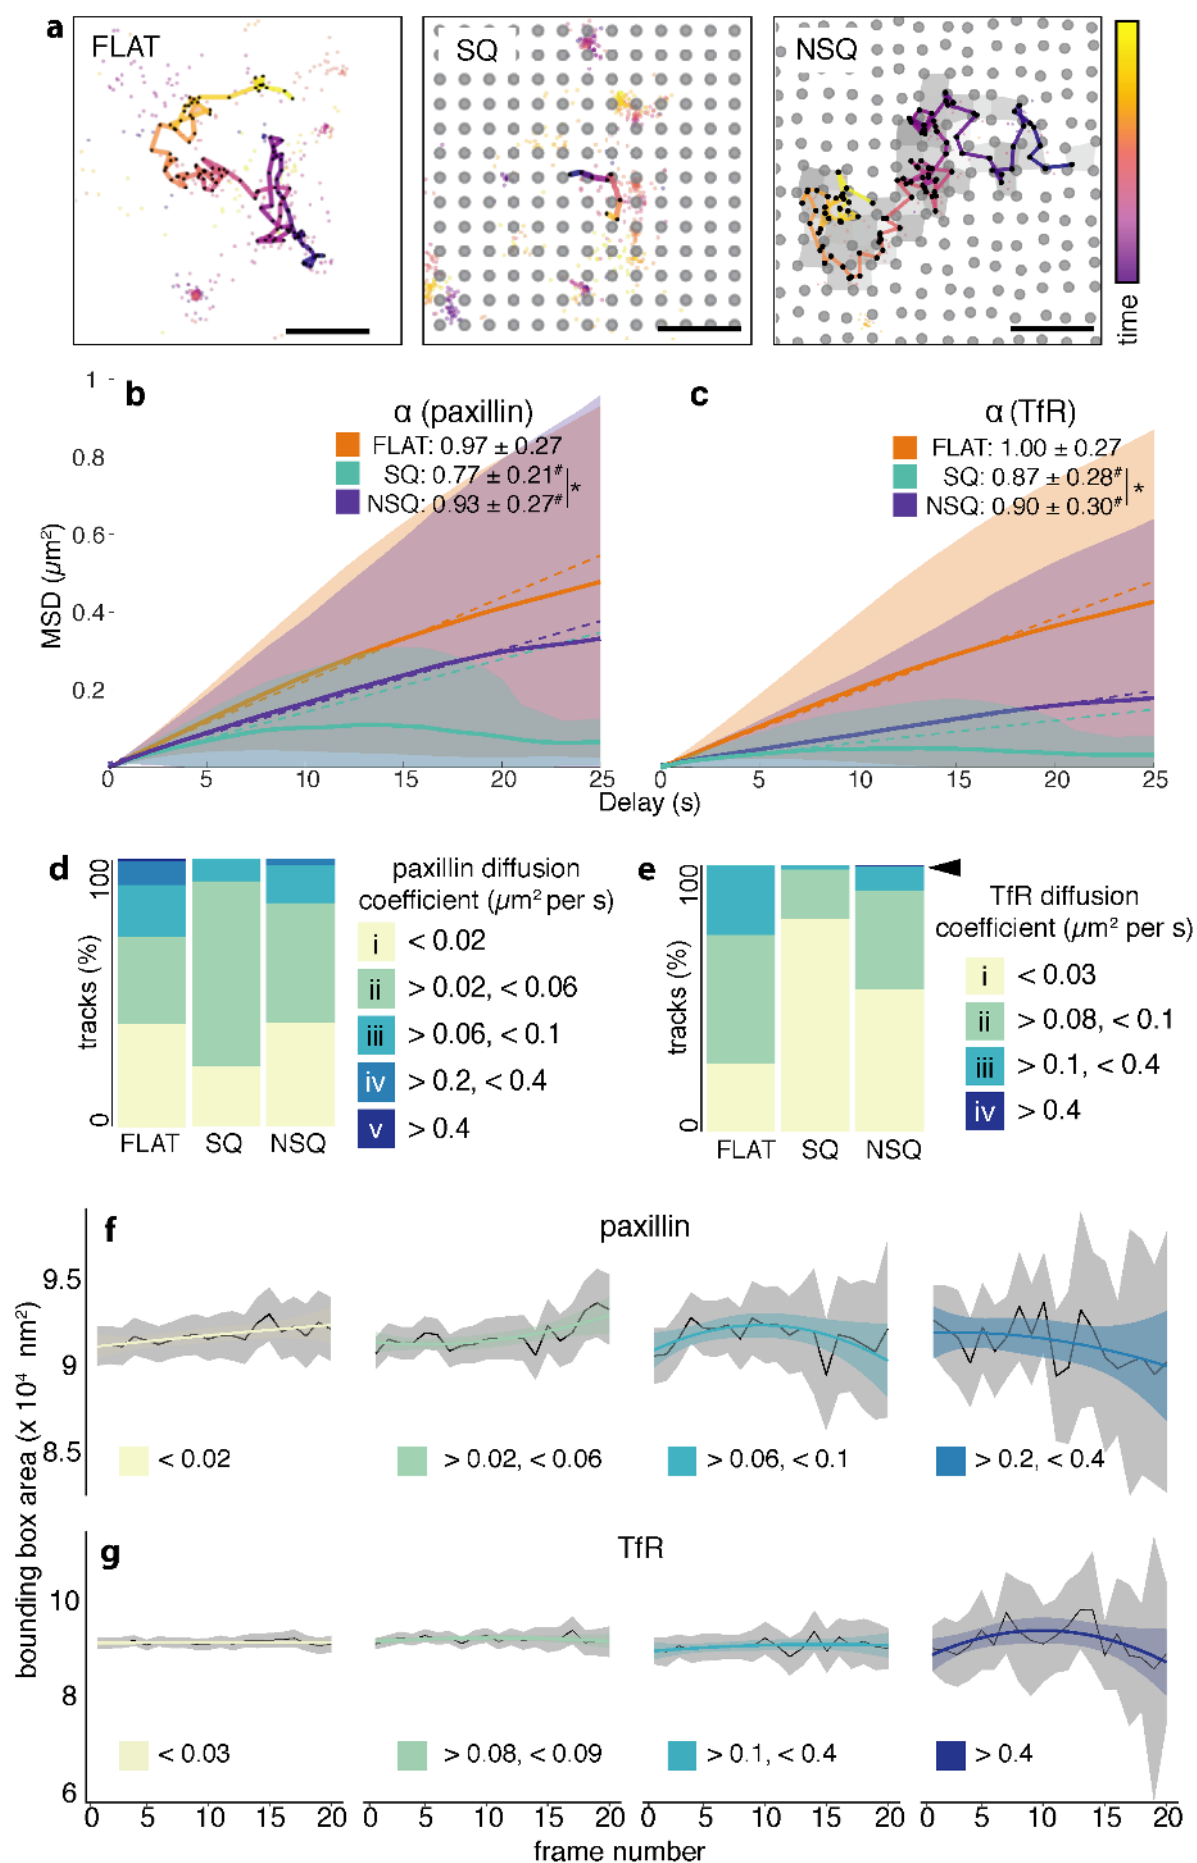 a
FLAT
SQ
NSQ
time
b
α (paxillin)
FLAT: 0.97 ± 0.27
SQ: 0.77 ± 0.21#
NSQ: 0.93 ± 0.27#
*
c
α (TfR)
FLAT: 1.00 ± 0.27
SQ: 0.87 ± 0.28#
NSQ: 0.90 ± 0.30#
*
MSD (µm²)
1
0.8
0.6
0.4
0.2
0 5 10 15 20 25
0 5 10 15 20 25
Delay (s)
d
tracks (%)
100
0
FLAT SQ NSQ
paxillin diffusion
coefficient (µm² per s)
i < 0.02
ii > 0.02, < 0.06
iii > 0.06, < 0.1
iv > 0.2, < 0.4
v > 0.4
e
tracks (%)
100
0
FLAT SQ NSQ
TfR diffusion
coefficient (µm² per s)
i < 0.03
ii > 0.08, < 0.1
iii > 0.1, < 0.4
iv > 0.4
bounding box area (x 10⁴ nm²)
f
paxillin
9.5
9
8.5
< 0.02
> 0.02, < 0.06
> 0.06, < 0.1
> 0.2, < 0.4
g
TfR
10
8
6
< 0.03
> 0.08, < 0.09
> 0.1, < 0.4
> 0.4
0 5 10 15 20
0 5 10 15 20
0 5 10 15 20
0 5 10 15 20
frame number